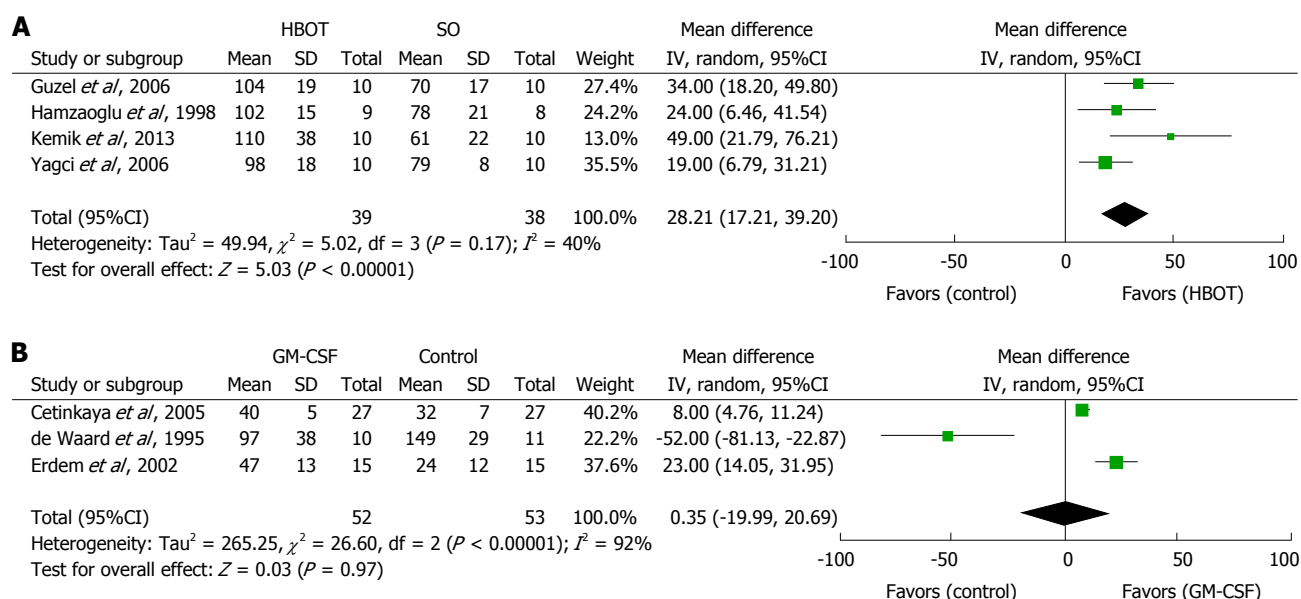 A
HBOT SO Mean difference Mean difference
Study or subgroup Mean SD Total Mean SD Total Weight IV, random, 95%CI IV, random, 95%CI
Guzel et al, 2006 104 19 10 70 17 10 27.4% 34.00 (18.20, 49.80)
Hamzaoglu et al, 1998 102 15 9 78 21 8 24.2% 24.00 (6.46, 41.54)
Kemik et al, 2013 110 38 10 61 22 10 13.0% 49.00 (21.79, 76.21)
Yagci et al, 2006 98 18 10 79 8 10 35.5% 19.00 (6.79, 31.21)
Total (95%CI) 39 38 100.0% 28.21 (17.21, 39.20)
Heterogeneity: Tau² = 49.94, χ² = 5.02, df = 3 (P = 0.17); I² = 40%
Test for overall effect: Z = 5.03 (P < 0.00001)
-100 -50 0 50 100
Favors (control) Favors (HBOT)
B
GM-CSF Control Mean difference Mean difference
Study or subgroup Mean SD Total Mean SD Total Weight IV, random, 95%CI IV, random, 95%CI
Cetinkaya et al, 2005 40 5 27 32 7 27 40.2% 8.00 (4.76, 11.24)
de Waard et al, 1995 97 38 10 149 29 11 22.2% -52.00 (-81.13, -22.87)
Erdem et al, 2002 47 13 15 24 12 15 37.6% 23.00 (14.05, 31.95)
Total (95%CI) 52 53 100.0% 0.35 (-19.99, 20.69)
Heterogeneity: Tau² = 265.25, χ² = 26.60, df = 2 (P < 0.00001); I² = 92%
Test for overall effect: Z = 0.03 (P = 0.97)
-100 -50 0 50 100
Favors (control) Favors (GM-CSF)